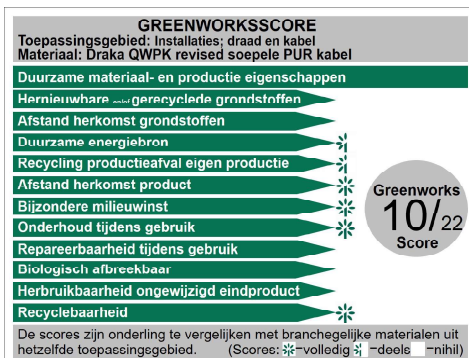 GREENWORKSSCORE
Toepassingsgebied: Installaties; draad en kabel
Materiaal: Draka QWPK revised soepele PUR kabel
Duurzame materiaal- en productie eigenschappen
Hernieuwbare en/of gerecyclede grondstoffen
Afstand herkomst grondstoffen
Duurzame energiebron
Recycling productieafval eigen productie
Afstand herkomst product
Bijzondere milieuwinst
Onderhoud tijdens gebruik
Repareerbaarheid tijdens gebruik
Biologisch afbreekbaar
Herbruikbaarheid ongewijzigd eindproduct
Recyclebaarheid
Greenworks
10/22
Score
De scores zijn onderling te vergelijken met branchegelijke materialen uit
hetzelfde toepassingsgebied. (Scores: =volledig =deels =nihil)